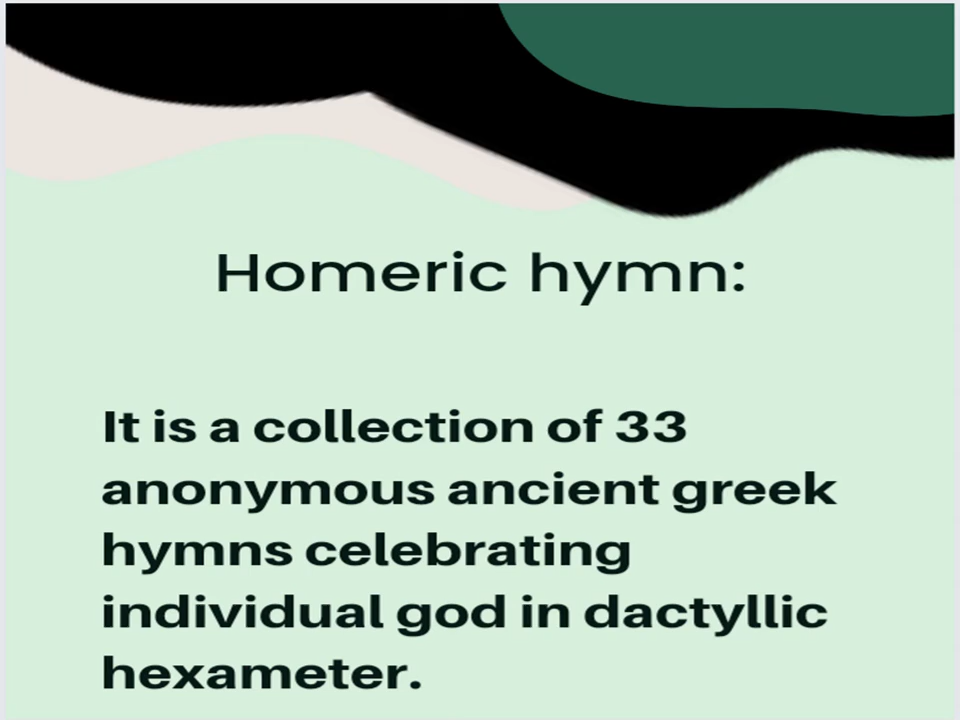 Homeric hymn:
It is a collection of 33
anonymous ancient greek
hymns celebrating
individual god in dactyllic
hexameter.